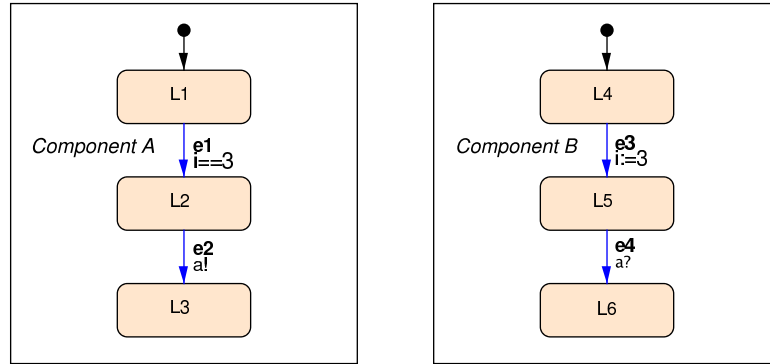 L1
Component A
e1
i==3
L2
e2
a!
L3
L4
Component B
e3
i:=3
L5
e4
a?
L6